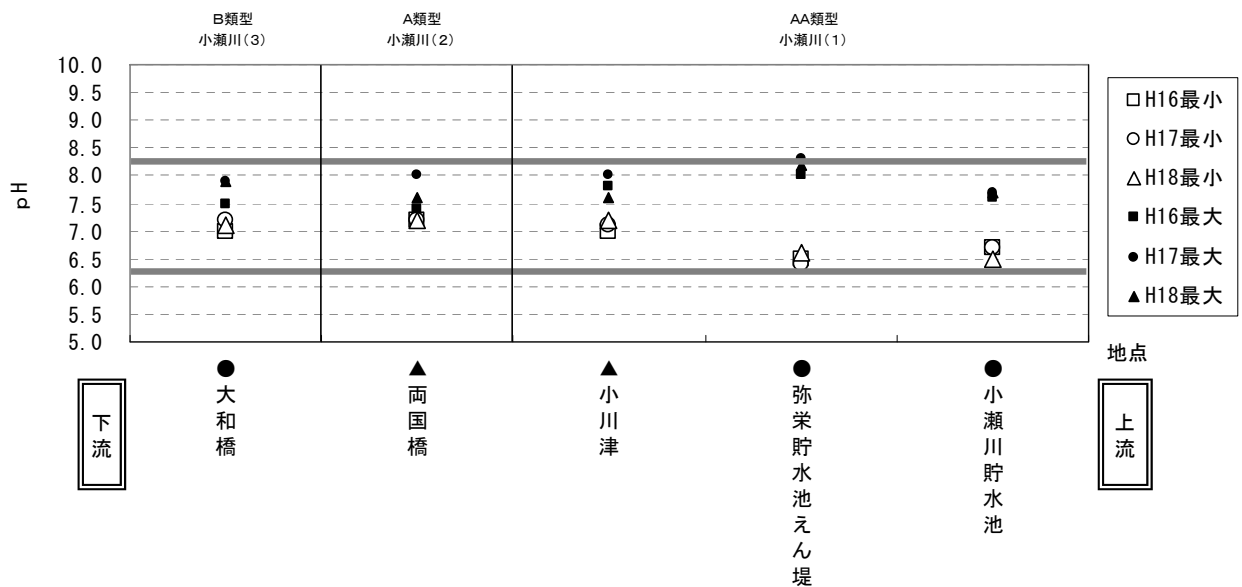 B類型
小瀬川(3)
A類型
小瀬川(2)
AA類型
小瀬川(1)
pH
10.0
9.5
9.0
8.5
8.0
7.5
7.0
6.5
6.0
5.5
5.0
□H16最小
○H17最小
△H18最小
■H16最大
●H17最大
▲H18最大
地点
下流
●大和橋
▲両国橋
▲小川津
●弥栄貯水池えん堤
●小瀬川貯水池
上流